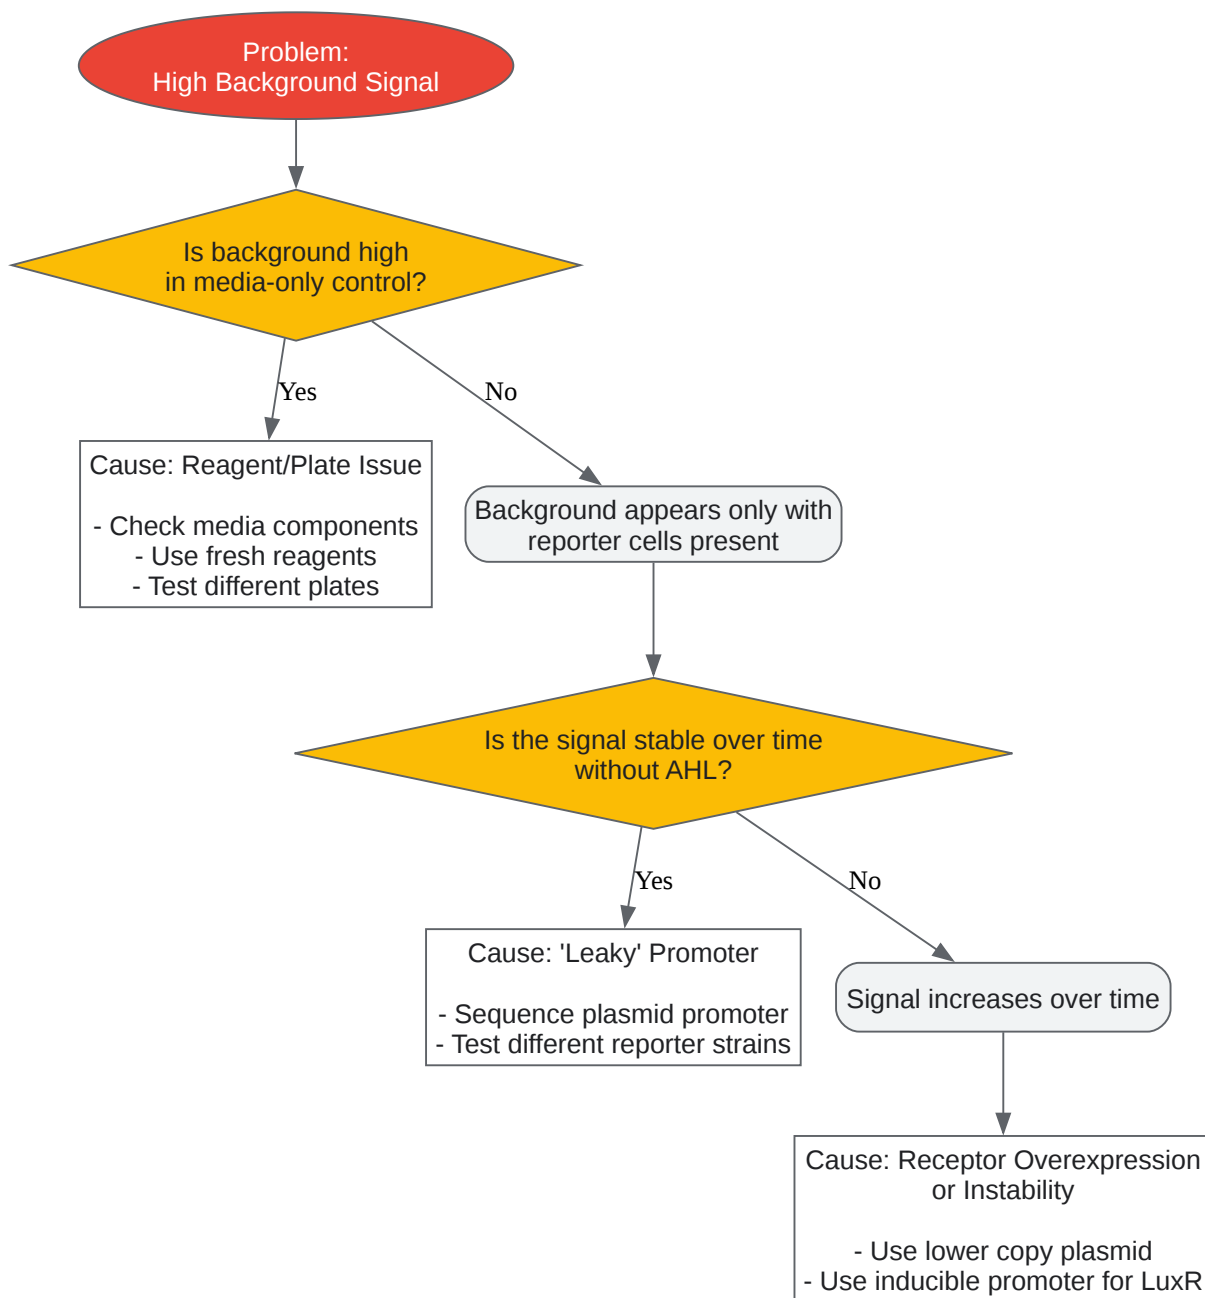 Problem:
High Background Signal
Is background high
in media-only control?
Yes
No
Cause: Reagent/Plate Issue
- Check media components
- Use fresh reagents
- Test different plates
Background appears only with
reporter cells present
Is the signal stable over time
without AHL?
Yes
No
Cause: 'Leaky' Promoter
- Sequence plasmid promoter
- Test different reporter strains
Signal increases over time
Cause: Receptor Overexpression
or Instability
- Use lower copy plasmid
- Use inducible promoter for LuxR